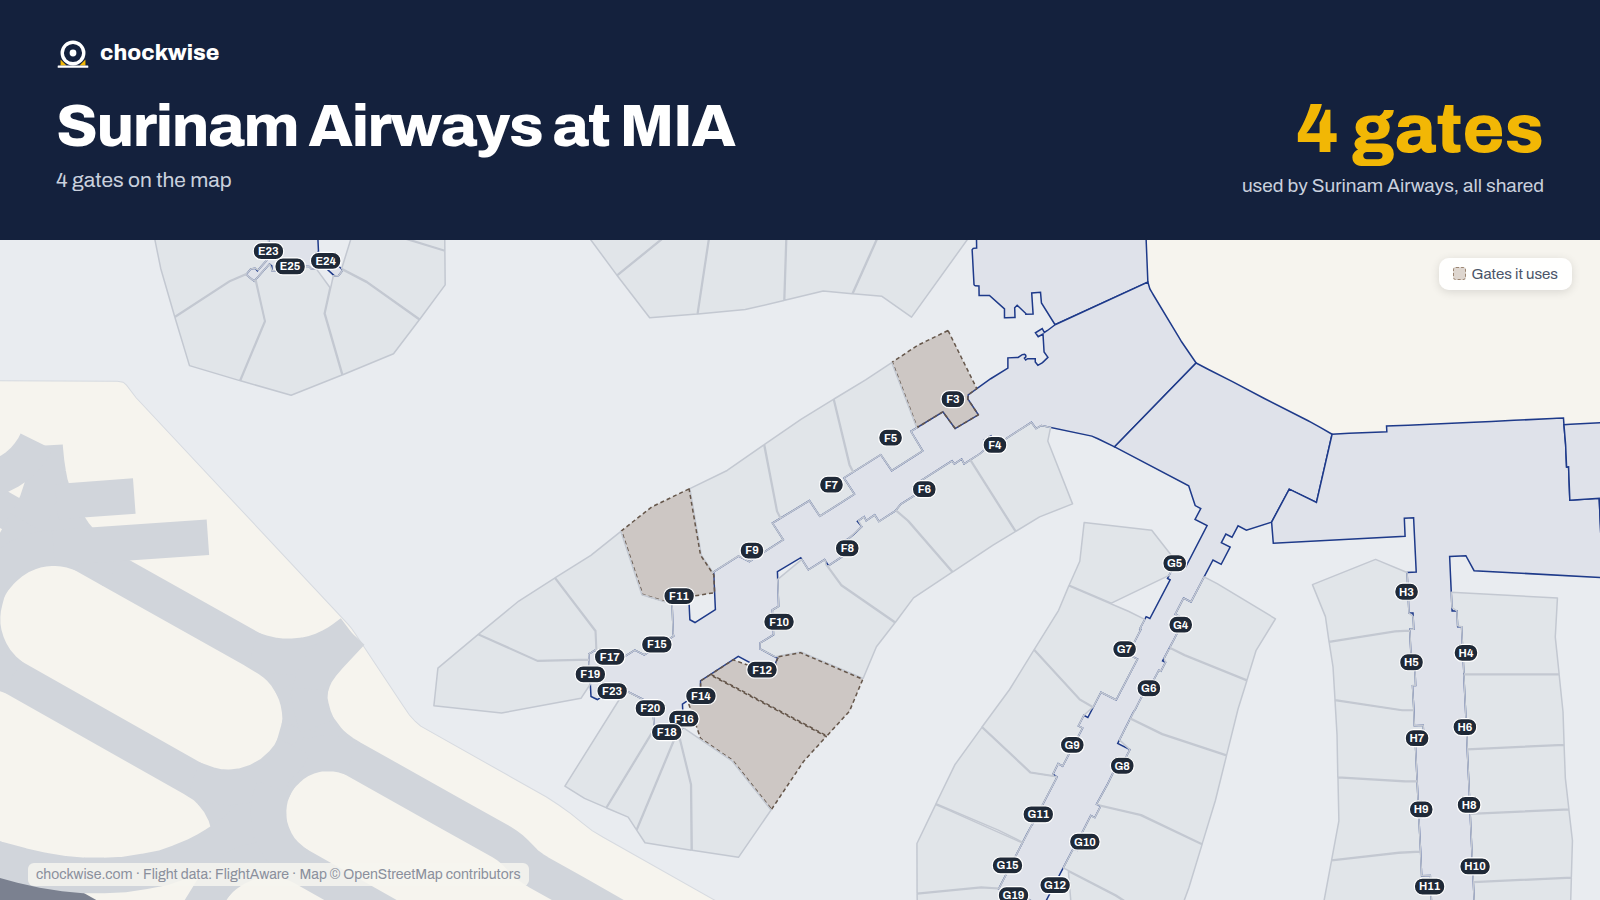 chockwise
Surinam Airways at MIA
4 gates on the map
4 gates
used by Surinam Airways, all shared
Gates it uses
E23
E25
E24
F3
F5
F4
F7
F6
F9
F8
F11
F10
F15
F17
F12
F19
F23
F14
F20
F16
F18
G5
G4
G7
G6
G9
G8
G11
G10
G15
G12
G19
H3
H5
H4
H6
H7
H8
H9
H10
H11
chockwise.com · Flight data: FlightAware · Map © OpenStreetMap contributors